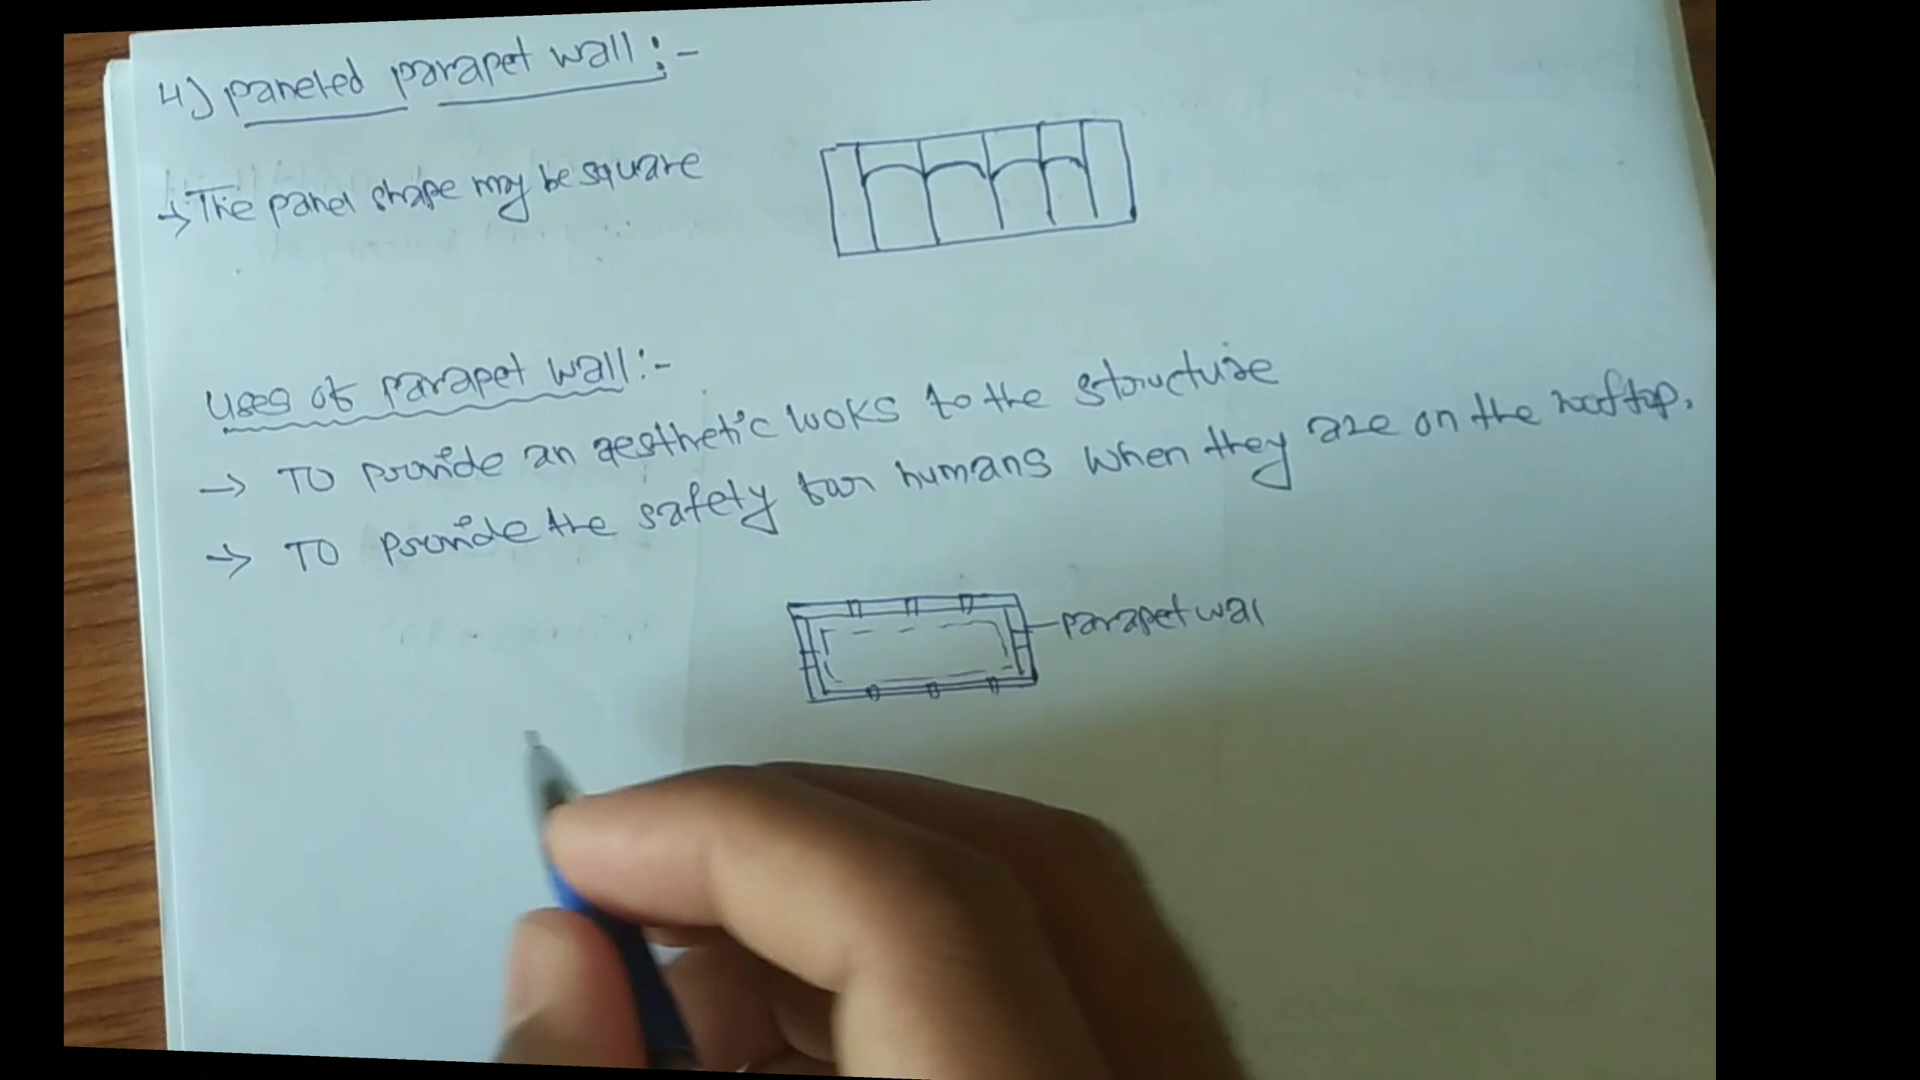 4) paneled parapet wall :-
→ The panel shape may be square
uses of parapet wall :-
→ To provide an aesthetic looks to the structure
→ To provide the safety for humans when they are on the rooftop.
parapet wal